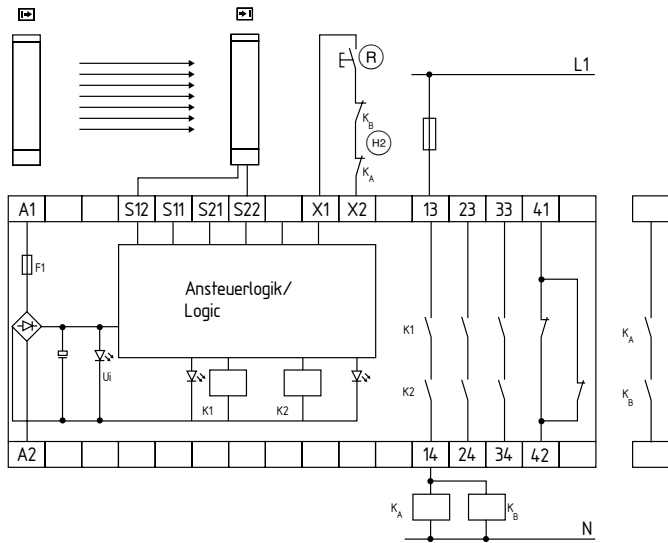 R
L1
K_B
H2
K_A
A1 S12 S11 S21 S22 X1 X2 13 23 33 41
F1
Ansteuerlogik/
Logic
K1
K_A
Ui
K1 K2
K2
K_B
A2 14 24 34 42
K_A K_B
N